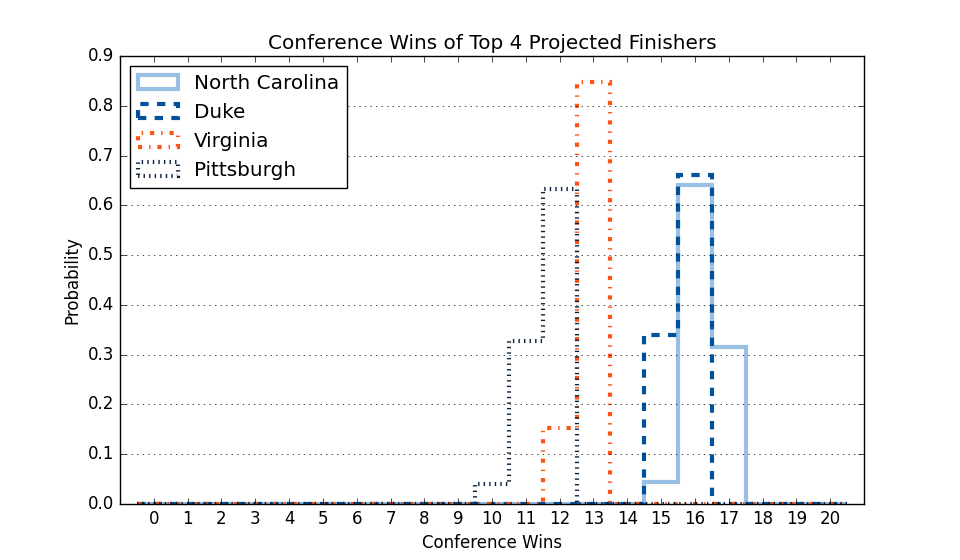 Conference Wins of Top 4 Projected Finishers
North Carolina
Duke
Virginia
Pittsburgh
0.9
0.8
0.7
0.6
0.5
0.4
0.3
0.2
0.1
0.0
Probability
0 1 2 3 4 5 6 7 8 9 10 11 12 13 14 15 16 17 18 19 20
Conference Wins